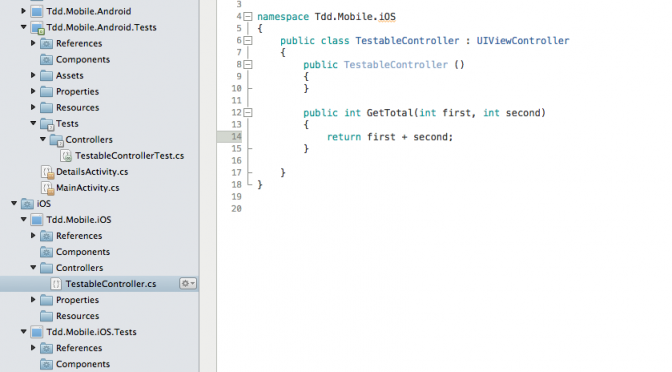 Tdd.Mobile.Android
Tdd.Mobile.Android.Tests
References
Components
Assets
Properties
Resources
Tests
Controllers
TestableControllerTest.cs
DetailsActivity.cs
MainActivity.cs
iOS
Tdd.Mobile.iOS
References
Components
Controllers
TestableController.cs
Properties
Resources
Tdd.Mobile.iOS.Tests
References
Components
3
4 namespace Tdd.Mobile.iOS
5 {
6 public class TestableController : UIViewController
7 {
8 public TestableController ()
9 {
10 }
11
12 public int GetTotal(int first, int second)
13 {
14 return first + second;
15 }
16
17 }
18 }
19
20